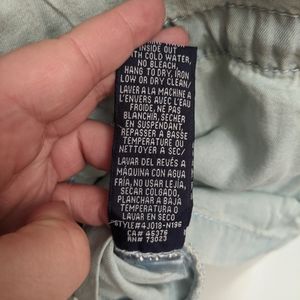 INSIDE OUT
WITH COLD WATER,
NO BLEACH,
HANG TO DRY, IRON
LOW OR DRY CLEAN/
LAVER A LA MACHINE A
L'ENVERS AVEC L'EAU
FROIDE, NE PAS
BLANCHIR, SECHER
EN SUSPENDANT,
REPASSER A BASSE
TEMPERATURE OU
NETTOYER A SEC/
LAVAR DEL REVÉS A
MAQUINA CON AGUA
FRÍA, NO USAR LEJÍA,
SECAR COLGADO,
PLANCHAR A BAJA
TEMPERATURA O
LAVAR EN SECO
STYLE#4J018-N196
CA# 45376
RN# 73023